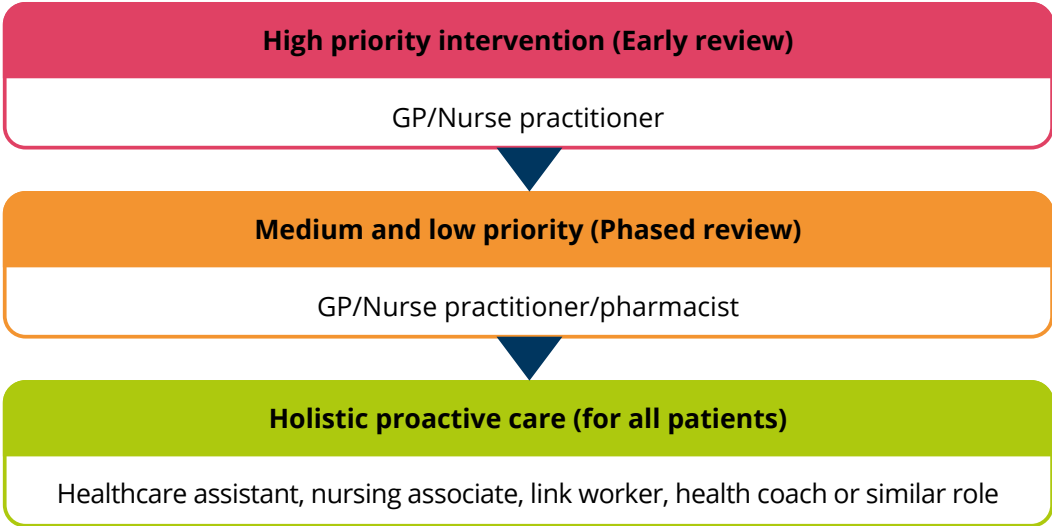 High priority intervention (Early review)
GP/Nurse practitioner
Medium and low priority (Phased review)
GP/Nurse practitioner/pharmacist
Holistic proactive care (for all patients)
Healthcare assistant, nursing associate, link worker, health coach or similar role